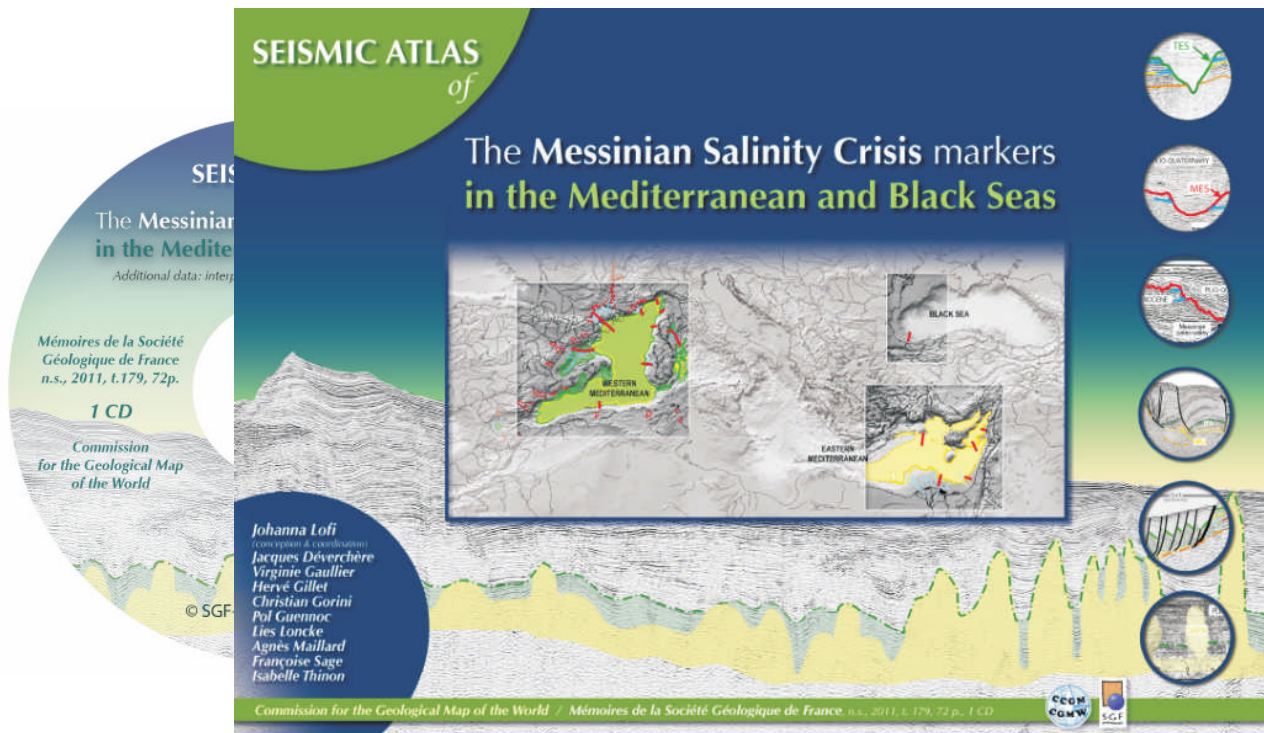 SEISMIC ATLAS
of
The Messinian Salinity Crisis markers
in the Mediterranean and Black Seas
WESTERN
MEDITERRANEAN
BLACK SEA
EASTERN
MEDITERRANEAN
TES
MES
Johanna Lofi
(conception & coordination)
Jacques Déverchère
Virginie Gaullier
Hervé Gillet
Christian Gorini
Pol Guennoc
Lies Loncke
Agnès Maillard
Françoise Sage
Isabelle Thinon
Commission for the Geological Map of the World / Mémoires de la Société Géologique de France, n.s., 2011, t. 179, 72 p., 1 CD
CCGM
CGMW
SGF
SEIS
The Messinian
in the Medite
Additional data: interp
Mémoires de la Société
Géologique de France
n.s., 2011, t.179, 72p.
1 CD
Commission
for the Geological Map
of the World
© SGF-